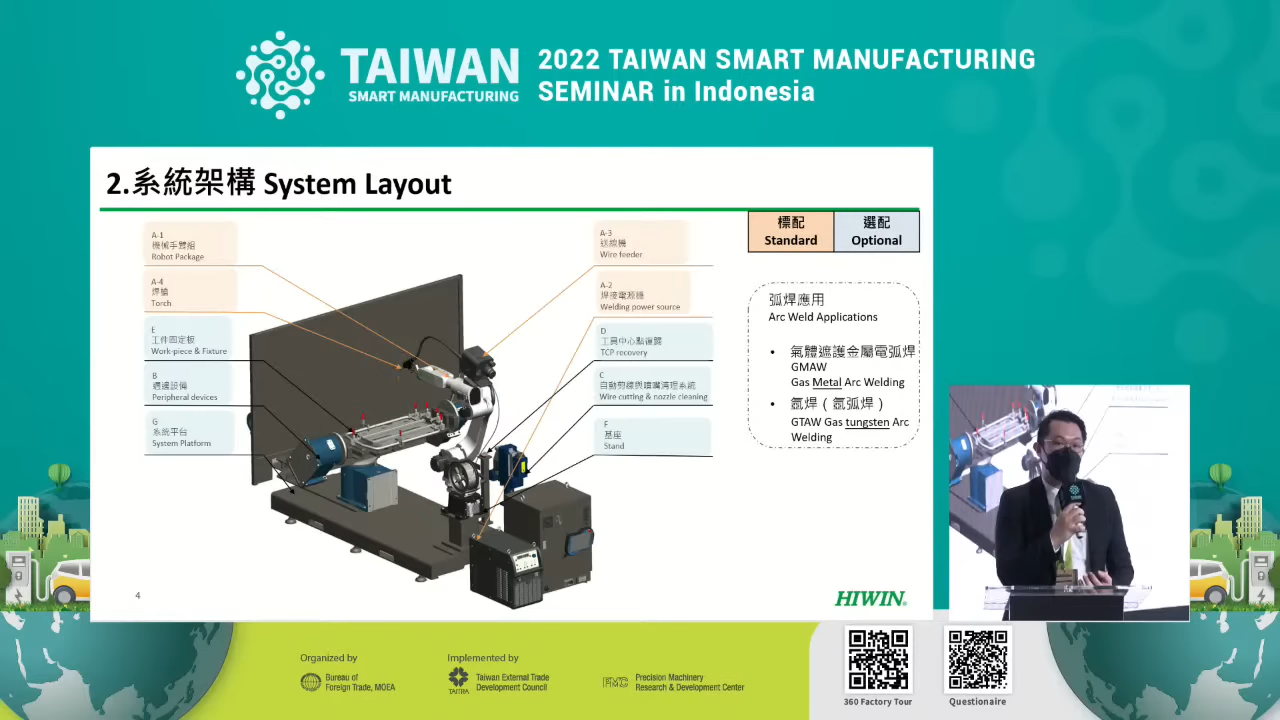 TAIWAN
SMART MANUFACTURING
2022 TAIWAN SMART MANUFACTURING
SEMINAR in Indonesia
2.系統架構 System Layout
標配
Standard
選配
Optional
A-1
機械手臂組
Robot Package
A-4
焊槍
Torch
E
工件固定板
Work-piece & Fixture
B
週邊設備
Peripheral devices
G
系統平台
System Platform
A-3
送線機
Wire feeder
A-2
焊接電源機
Welding power source
D
工具中心點復歸
TCP recovery
C
自動剪線與噴嘴清理系統
Wire cutting & nozzle cleaning
F
基座
Stand
弧焊應用
Arc Weld Applications
• 氣體遮護金屬電弧焊
GMAW
Gas Metal Arc Welding
• 氬焊（氬弧焊）
GTAW Gas tungsten Arc
Welding
4
HIWIN®
Organized by
Bureau of
Foreign Trade, MOEA
Implemented by
TAITRA
Taiwan External Trade
Development Council
PMC
Precision Machinery
Research & Development Center
360 Factory Tour
Questionaire